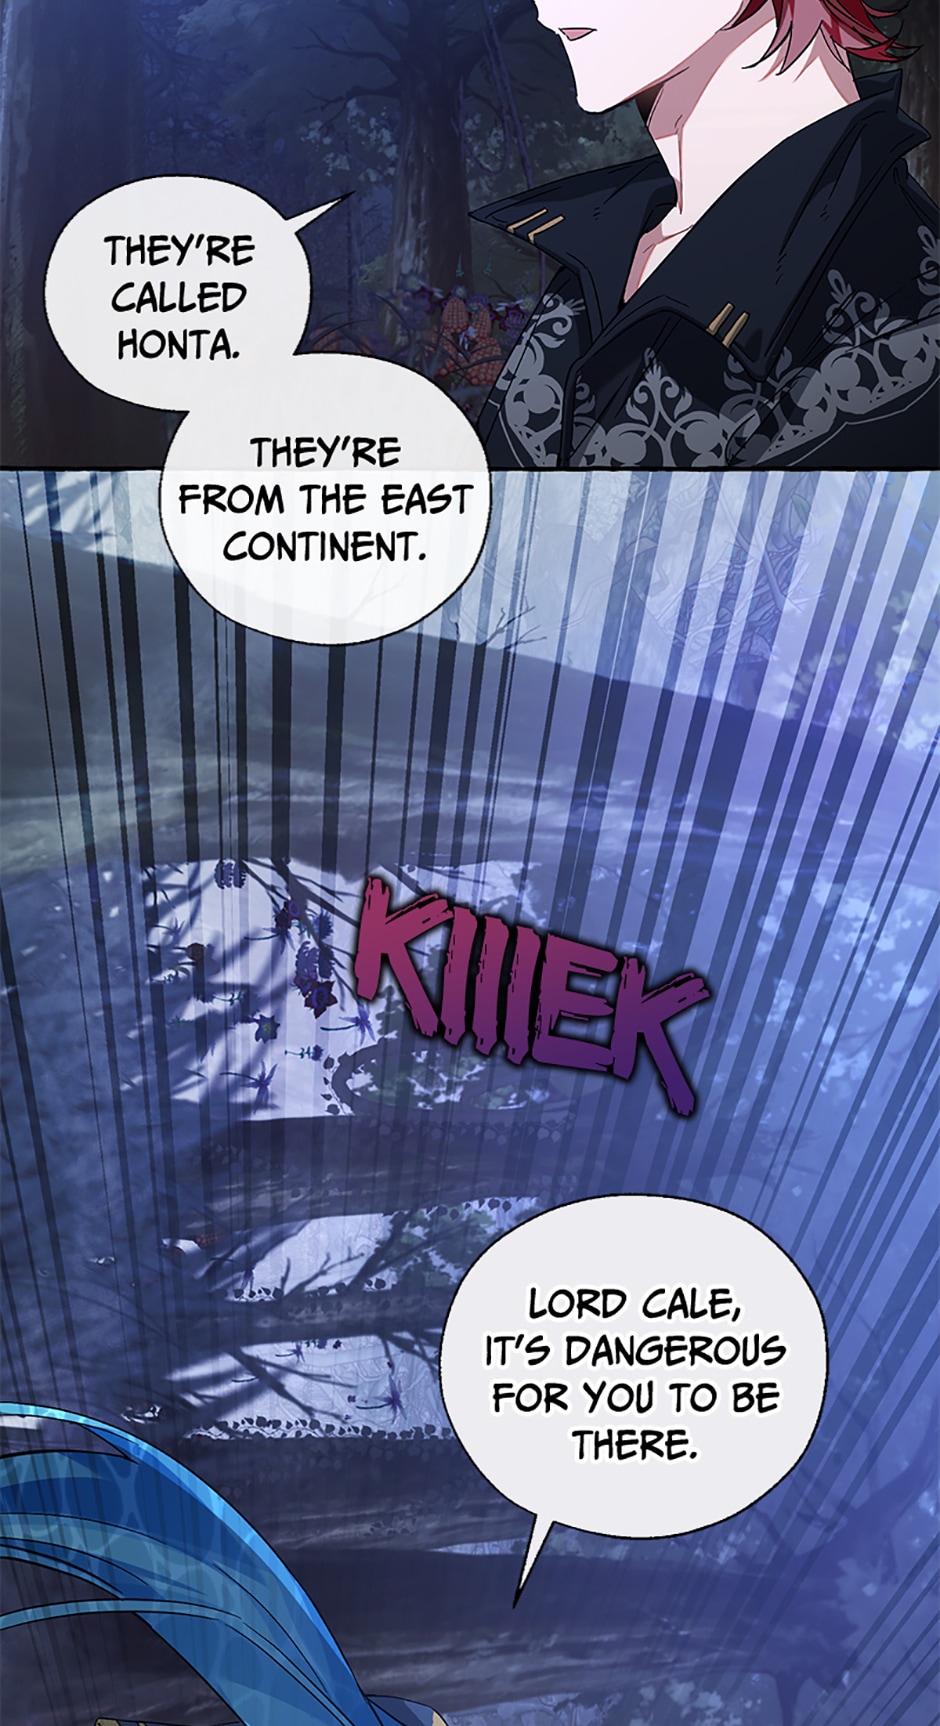 THEY'RE
CALLED
HONTA.
THEY'RE
FROM THE EAST
CONTINENT.
KIIIEK
LORD CALE,
IT'S DANGEROUS
FOR YOU TO BE
THERE.